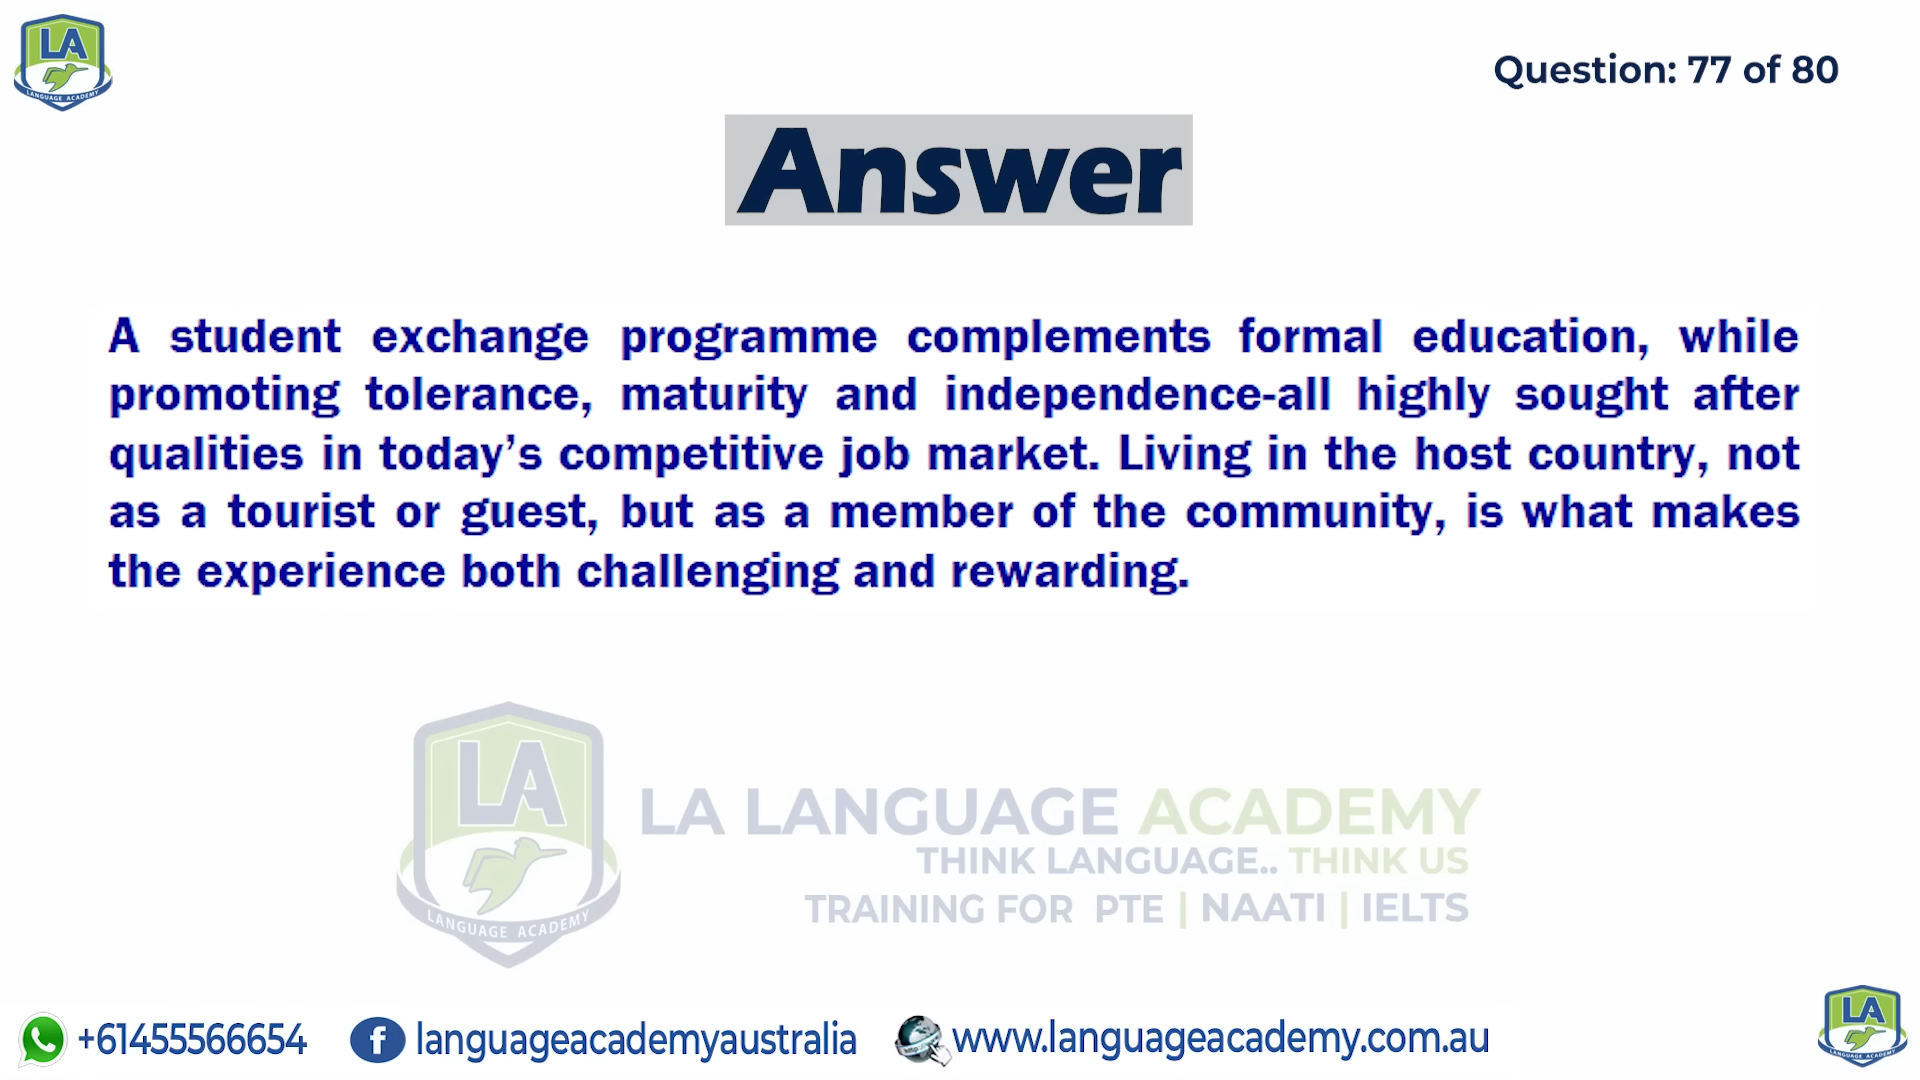 LA
LANGUAGE ACADEMY
Question: 77 of 80
Answer
A student exchange programme complements formal education, while
promoting tolerance, maturity and independence-all highly sought after
qualities in today’s competitive job market. Living in the host country, not
as a tourist or guest, but as a member of the community, is what makes
the experience both challenging and rewarding.
LA
LANGUAGE ACADEMY
LA LANGUAGE ACADEMY
THINK LANGUAGE.. THINK US
TRAINING FOR PTE | NAATI | IELTS
+61455566654
f
languageacademyaustralia
www.languageacademy.com.au
LA
LANGUAGE ACADEMY